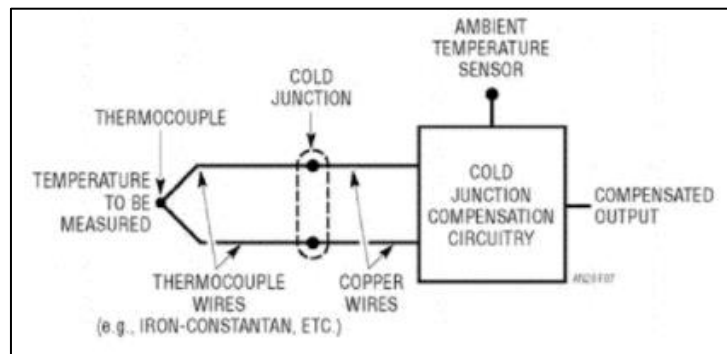 AMBIENT
TEMPERATURE
SENSOR
COLD
JUNCTION
THERMOCOUPLE
TEMPERATURE
TO BE
MEASURED
COLD
JUNCTION
COMPENSATION
CIRCUITRY
COMPENSATED
OUTPUT
THERMOCOUPLE
WIRES
(e.g., IRON-CONSTANTAN, ETC.)
COPPER
WIRES